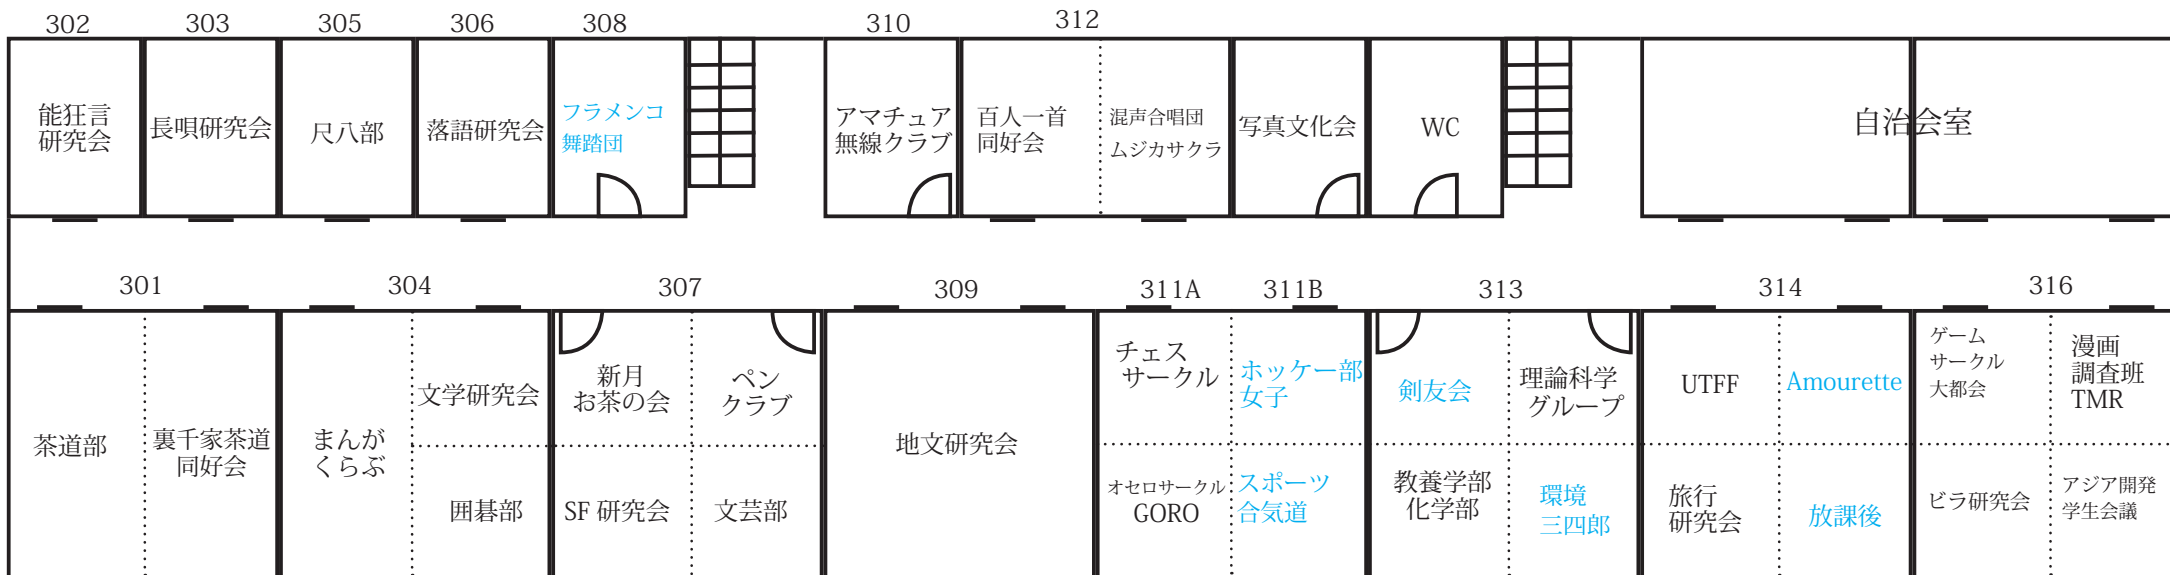 302
303
305
306
308
310
312
能狂言
研究会
長唄研究会
尺八部
落語研究会
フラメンコ
舞踏団
アマチュア
無線クラブ
百人一首
同好会
混声合唱団
ムジカサクラ
写真文化会
WC
自治会室
301
304
307
309
311A
311B
313
314
316
茶道部
裏千家茶道
同好会
まんが
くらぶ
文学研究会
囲碁部
新月
お茶の会
ペン
クラブ
SF 研究会
文芸部
地文研究会
チェス
サークル
ホッケー部
女子
オセロサークル
GORO
スポーツ
合気道
剣友会
理論科学
グループ
教養学部
化学部
環境
三四郎
UTFF
Amourette
旅行
研究会
放課後
ゲーム
サークル
大都会
漫画
調査班
TMR
ビラ研究会
アジア開発
学生会議